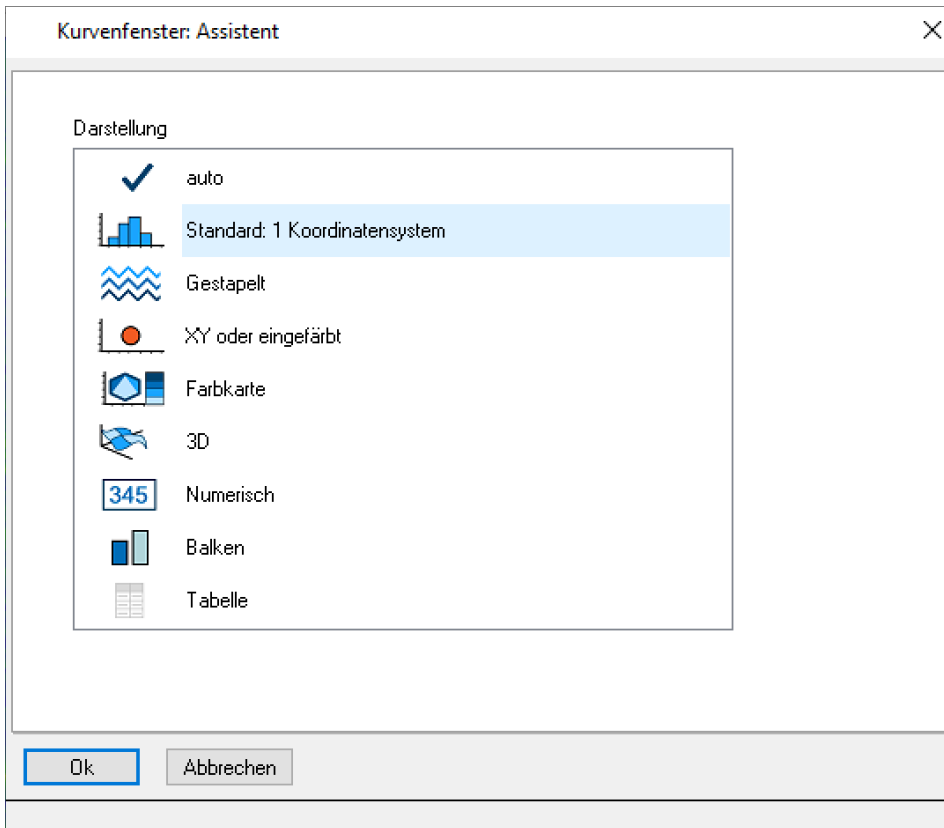 Kurvenfenster: Assistent
Darstellung
auto
Standard: 1 Koordinatensystem
Gestapelt
XY oder eingefärbt
Farbkarte
3D
345 Numerisch
Balken
Tabelle
Ok Abbrechen